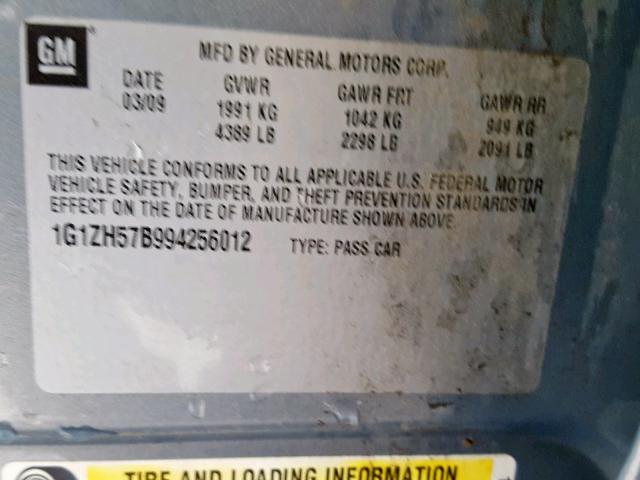 GM
MFD BY GENERAL MOTORS CORP.
DATE GVWR GAWR FRT GAWR RR
03/09 1991 KG 1042 KG 949 KG
4389 LB 2298 LB 2091 LB
THIS VEHICLE CONFORMS TO ALL APPLICABLE U.S. FEDERAL MOTOR
VEHICLE SAFETY, BUMPER, AND THEFT PREVENTION STANDARDS IN
EFFECT ON THE DATE OF MANUFACTURE SHOWN ABOVE.
1G1ZH57B994256012 TYPE: PASS CAR
TIRE AND LOADING INFORMATION